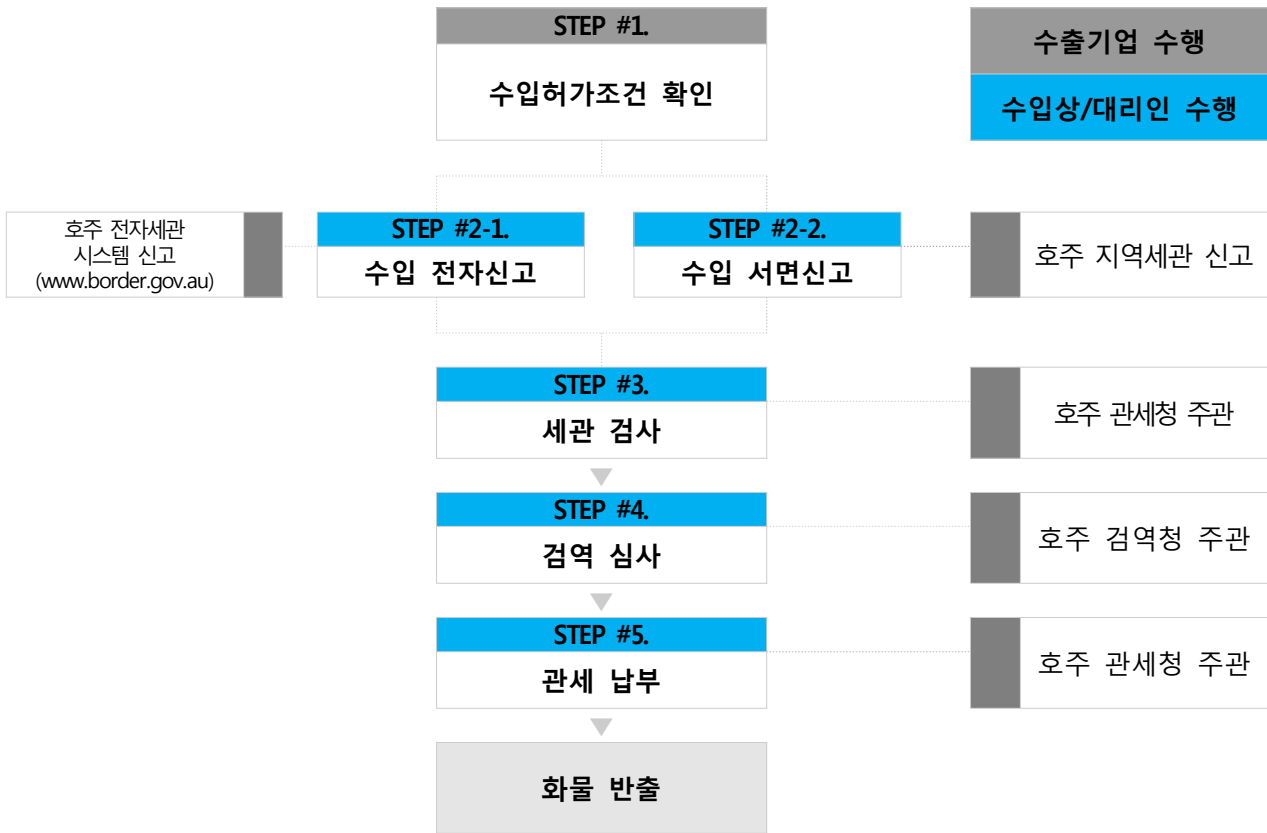 STEP #1.
수입허가조건 확인
수출기업 수행
수입상/대리인 수행
호주 전자세관
시스템 신고
(www.border.gov.au)
STEP #2-1.
수입 전자신고
STEP #2-2.
수입 서면신고
호주 지역세관 신고
STEP #3.
세관 검사
호주 관세청 주관
STEP #4.
검역 심사
호주 검역청 주관
STEP #5.
관세 납부
호주 관세청 주관
화물 반출